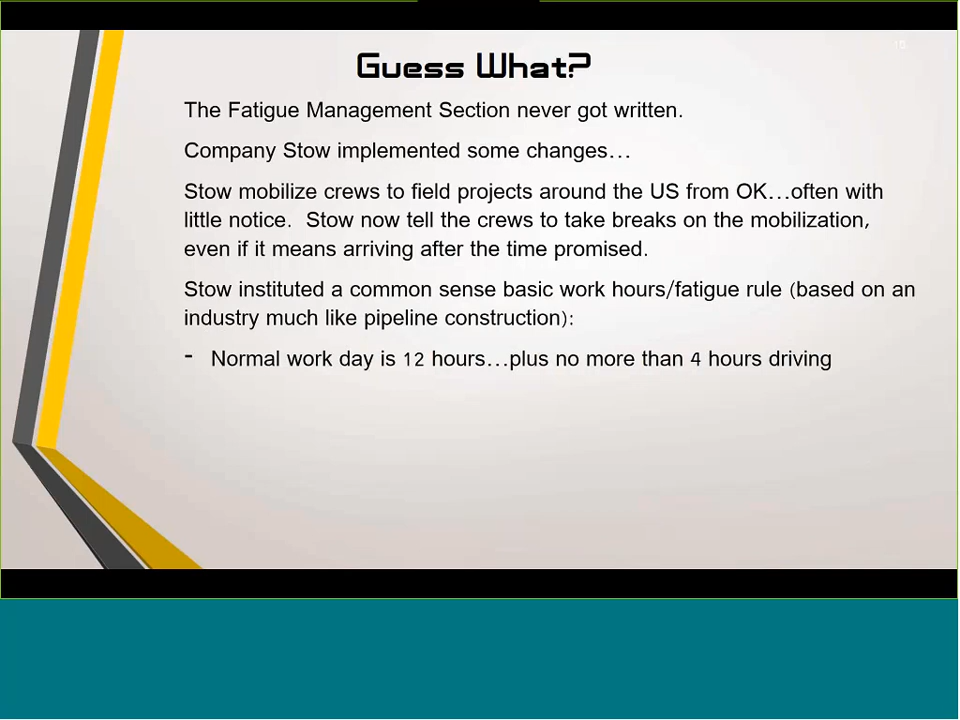 10
Guess What?
The Fatigue Management Section never got written.
Company Stow implemented some changes...
Stow mobilize crews to field projects around the US from OK...often with
little notice.  Stow now tell the crews to take breaks on the mobilization,
even if it means arriving after the time promised.
Stow instituted a common sense basic work hours/fatigue rule (based on an
industry much like pipeline construction):
- Normal work day is 12 hours...plus no more than 4 hours driving